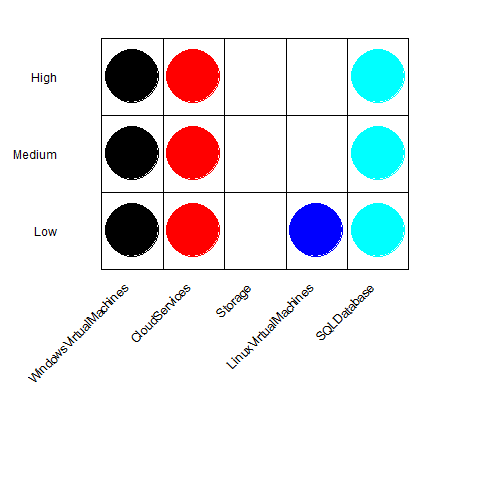 High
Medium
Low
WindowsVirtualMachines
CloudServices
Storage
LinuxVirtualMachines
SQLDatabase